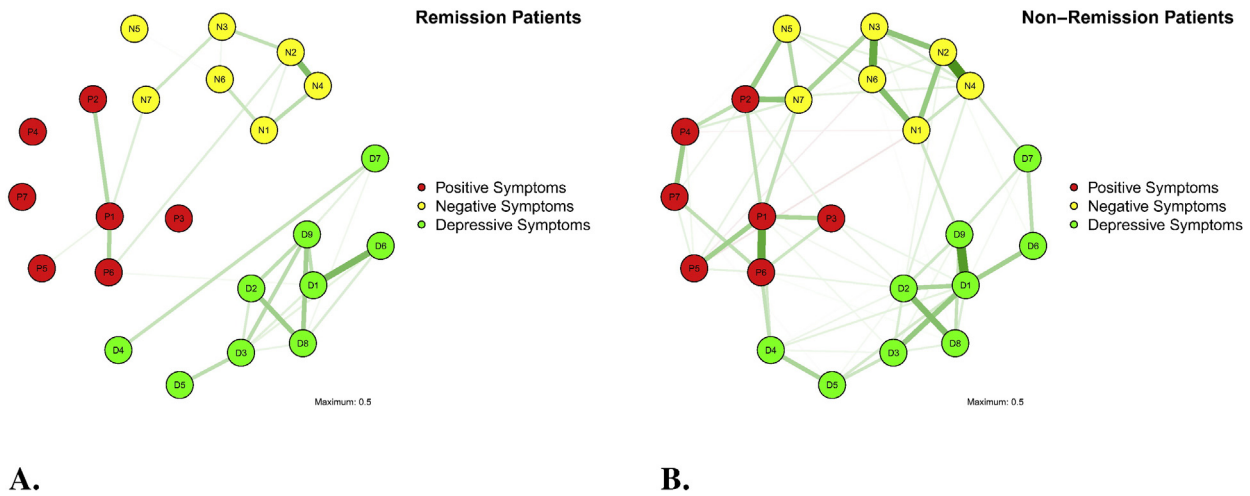 Remission Patients
N5
N3
N2
N6
N4
N7
P2
N1
P4
D7
P7
P1
P3
D9
D6
P5
P6
D2
D1
D4
D3
D8
D5
Positive Symptoms
Negative Symptoms
Depressive Symptoms
Maximum: 0.5
A.
Non−Remission Patients
N5
N3
N2
N6
N4
P2
N7
N1
P4
D7
P7
P1
P3
D9
D6
P5
P6
D2
D1
D4
D3
D8
D5
Positive Symptoms
Negative Symptoms
Depressive Symptoms
Maximum: 0.5
B.